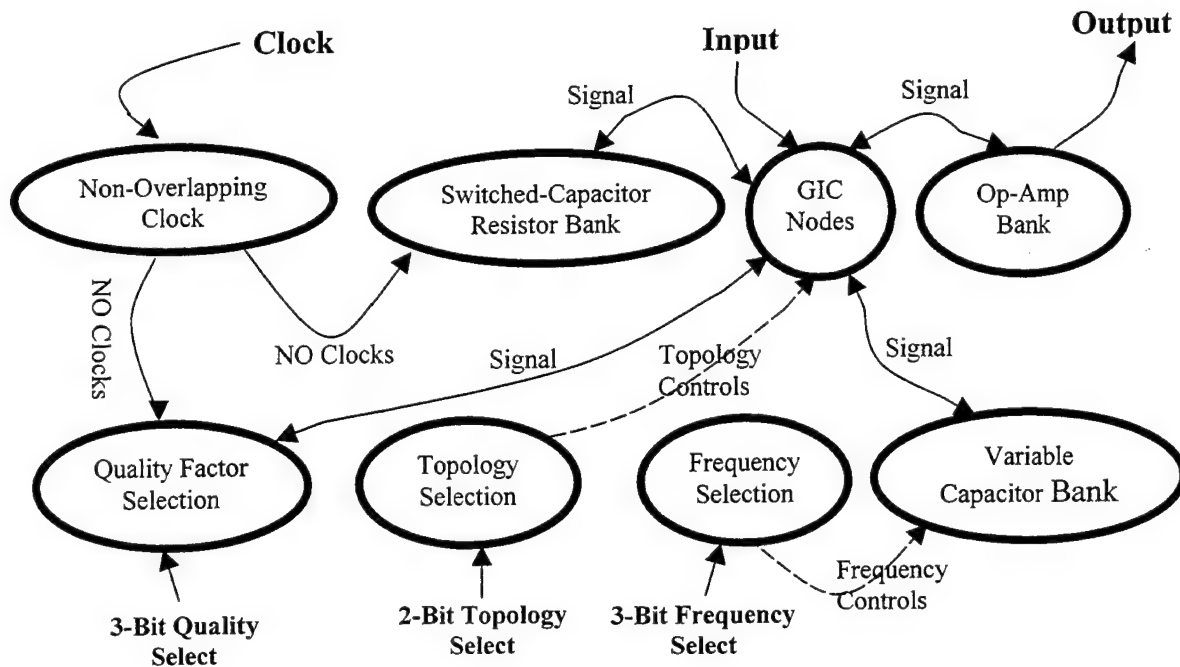 Clock
Input
Output
Signal
Signal
Non-Overlapping
Clock
Switched-Capacitor
Resistor Bank
GIC
Nodes
Op-Amp
Bank
NO Clocks
NO Clocks
Signal
Topology
Controls
Signal
Quality Factor
Selection
Topology
Selection
Frequency
Selection
Variable
Capacitor Bank
Frequency
Controls
3-Bit Quality
Select
2-Bit Topology
Select
3-Bit Frequency
Select